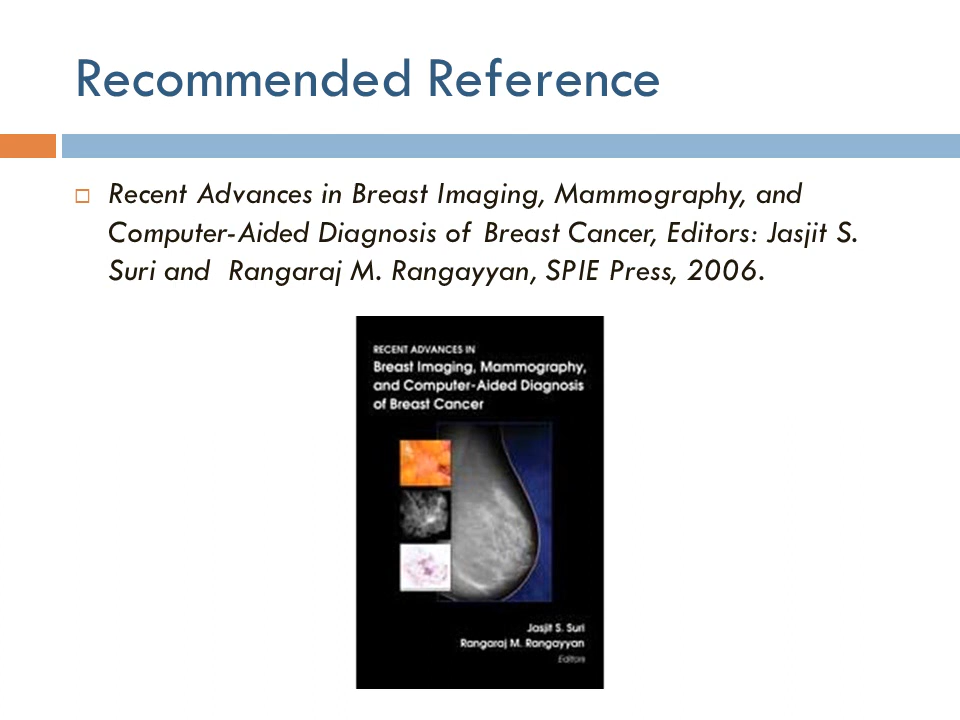 Recommended Reference
Recent Advances in Breast Imaging, Mammography, and
Computer-Aided Diagnosis of Breast Cancer, Editors: Jasjit S.
Suri and Rangaraj M. Rangayyan, SPIE Press, 2006.
RECENT ADVANCES IN
Breast Imaging, Mammography,
and Computer-Aided Diagnosis
of Breast Cancer
Jasjit S. Suri
Rangaraj M. Rangayyan
Editors